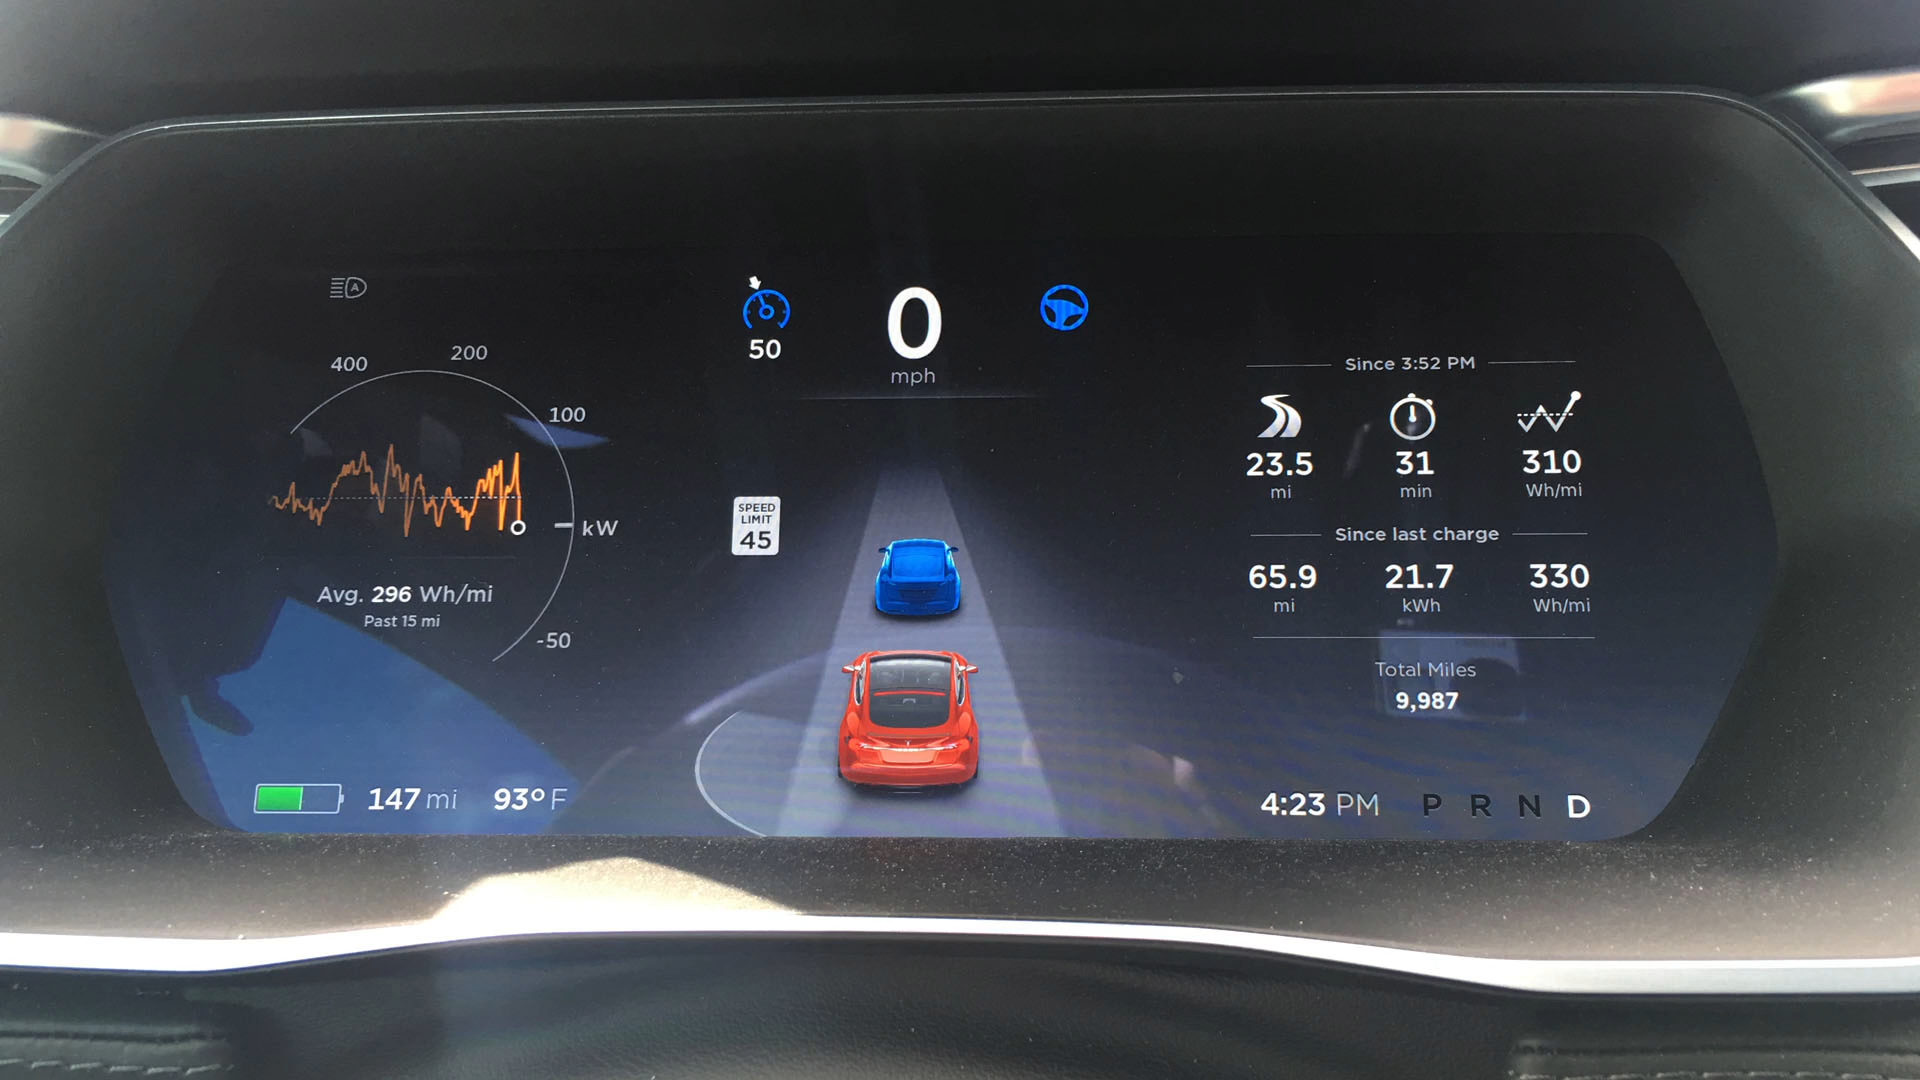 400
200
100
kW
-50
Avg. 296 Wh/mi
Past 15 mi
147 mi 93°F
50
0
mph
SPEED
LIMIT
45
Since 3:52 PM
23.5 31 310
mi min Wh/mi
Since last charge
65.9 21.7 330
mi kWh Wh/mi
Total Miles
9,987
4:23 PM P R N D
A